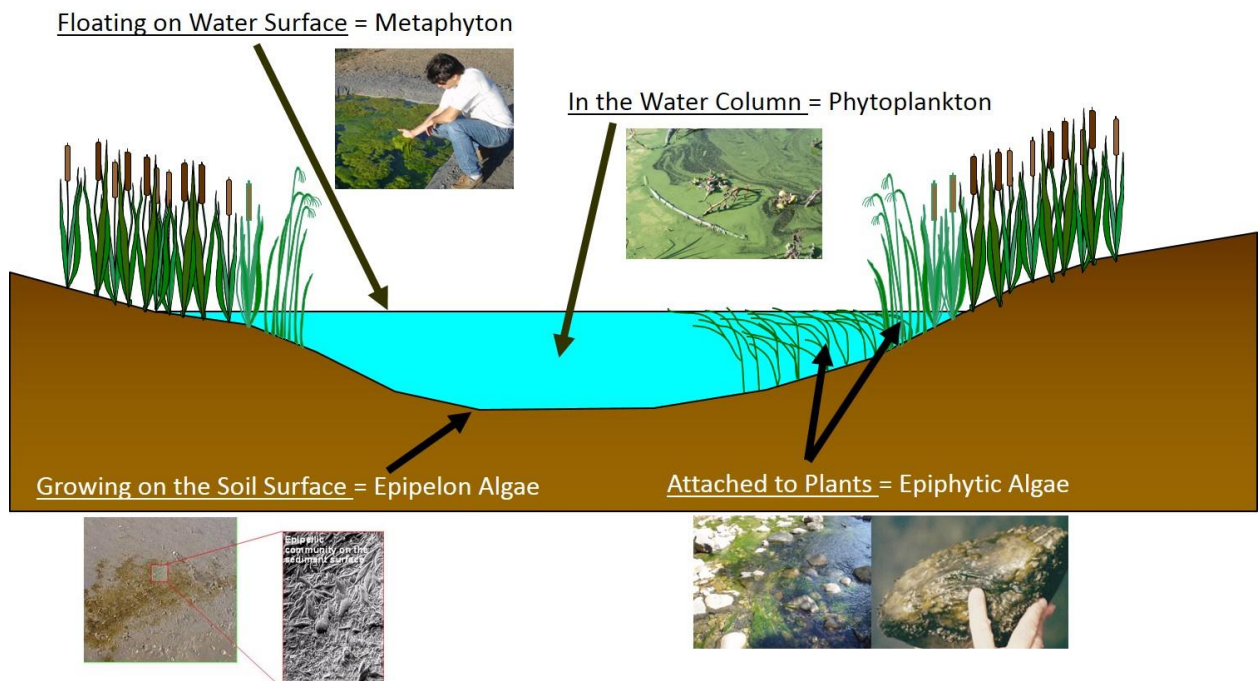 Floating on Water Surface = Metaphyton
In the Water Column = Phytoplankton
Growing on the Soil Surface = Epipelon Algae
Attached to Plants = Epiphytic Algae
Epipelic
community on the
sediment surface